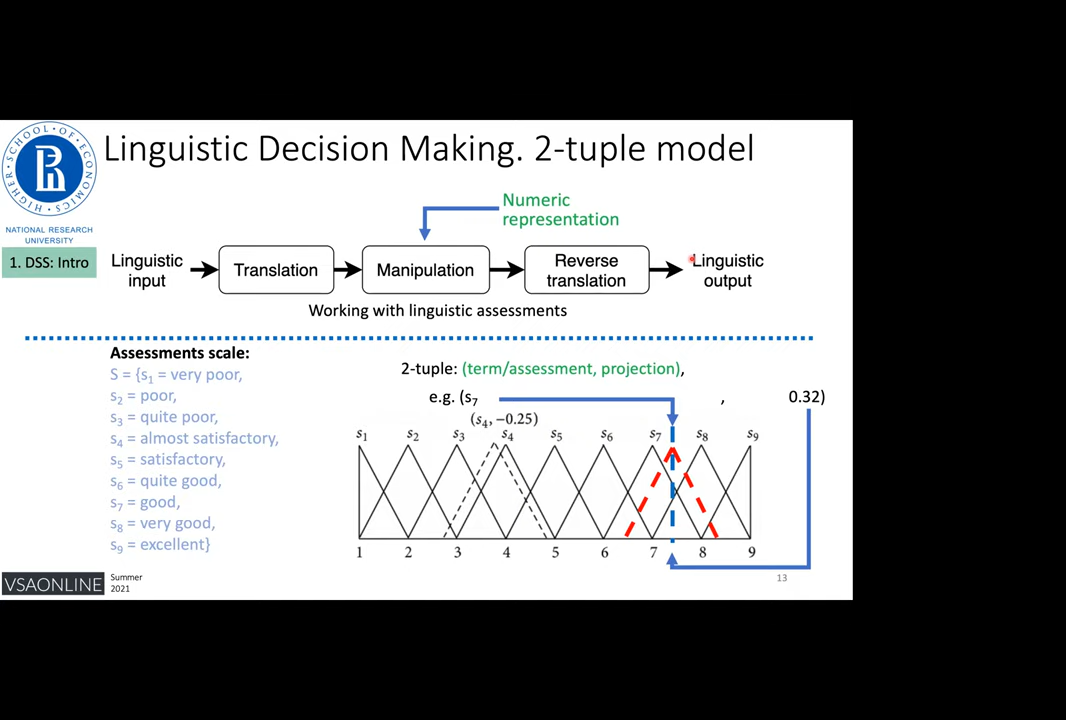 HIGHER · SCHOOL · OF · ECONOMICS
NATIONAL RESEARCH
UNIVERSITY
Linguistic Decision Making. 2-tuple model
1. DSS: Intro
Numeric
representation
Linguistic
input
Translation
Manipulation
Reverse
translation
Linguistic
output
Working with linguistic assessments
Assessments scale:
S = {s₁ = very poor,
s₂ = poor,
s₃ = quite poor,
s₄ = almost satisfactory,
s₅ = satisfactory,
s₆ = quite good,
s₇ = good,
s₈ = very good,
s₉ = excellent}
2-tuple: (term/assessment, projection),
e.g. (s₇ , 0.32)
(s₄, −0.25)
s₁ s₂ s₃ s₄ s₅ s₆ s₇ s₈ s₉
1 2 3 4 5 6 7 8 9
VSAONLINE
Summer
2021
13